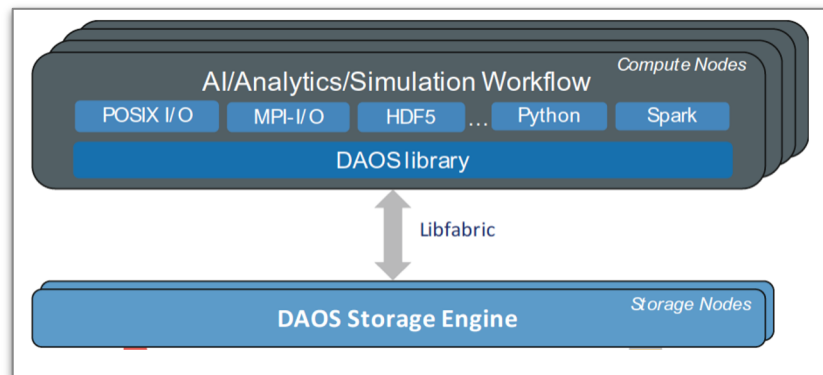 Compute Nodes
AI/Analytics/Simulation Workflow
POSIX I/O MPI-I/O HDF5 ... Python Spark
DAOS library
Libfabric
Storage Nodes
DAOS Storage Engine